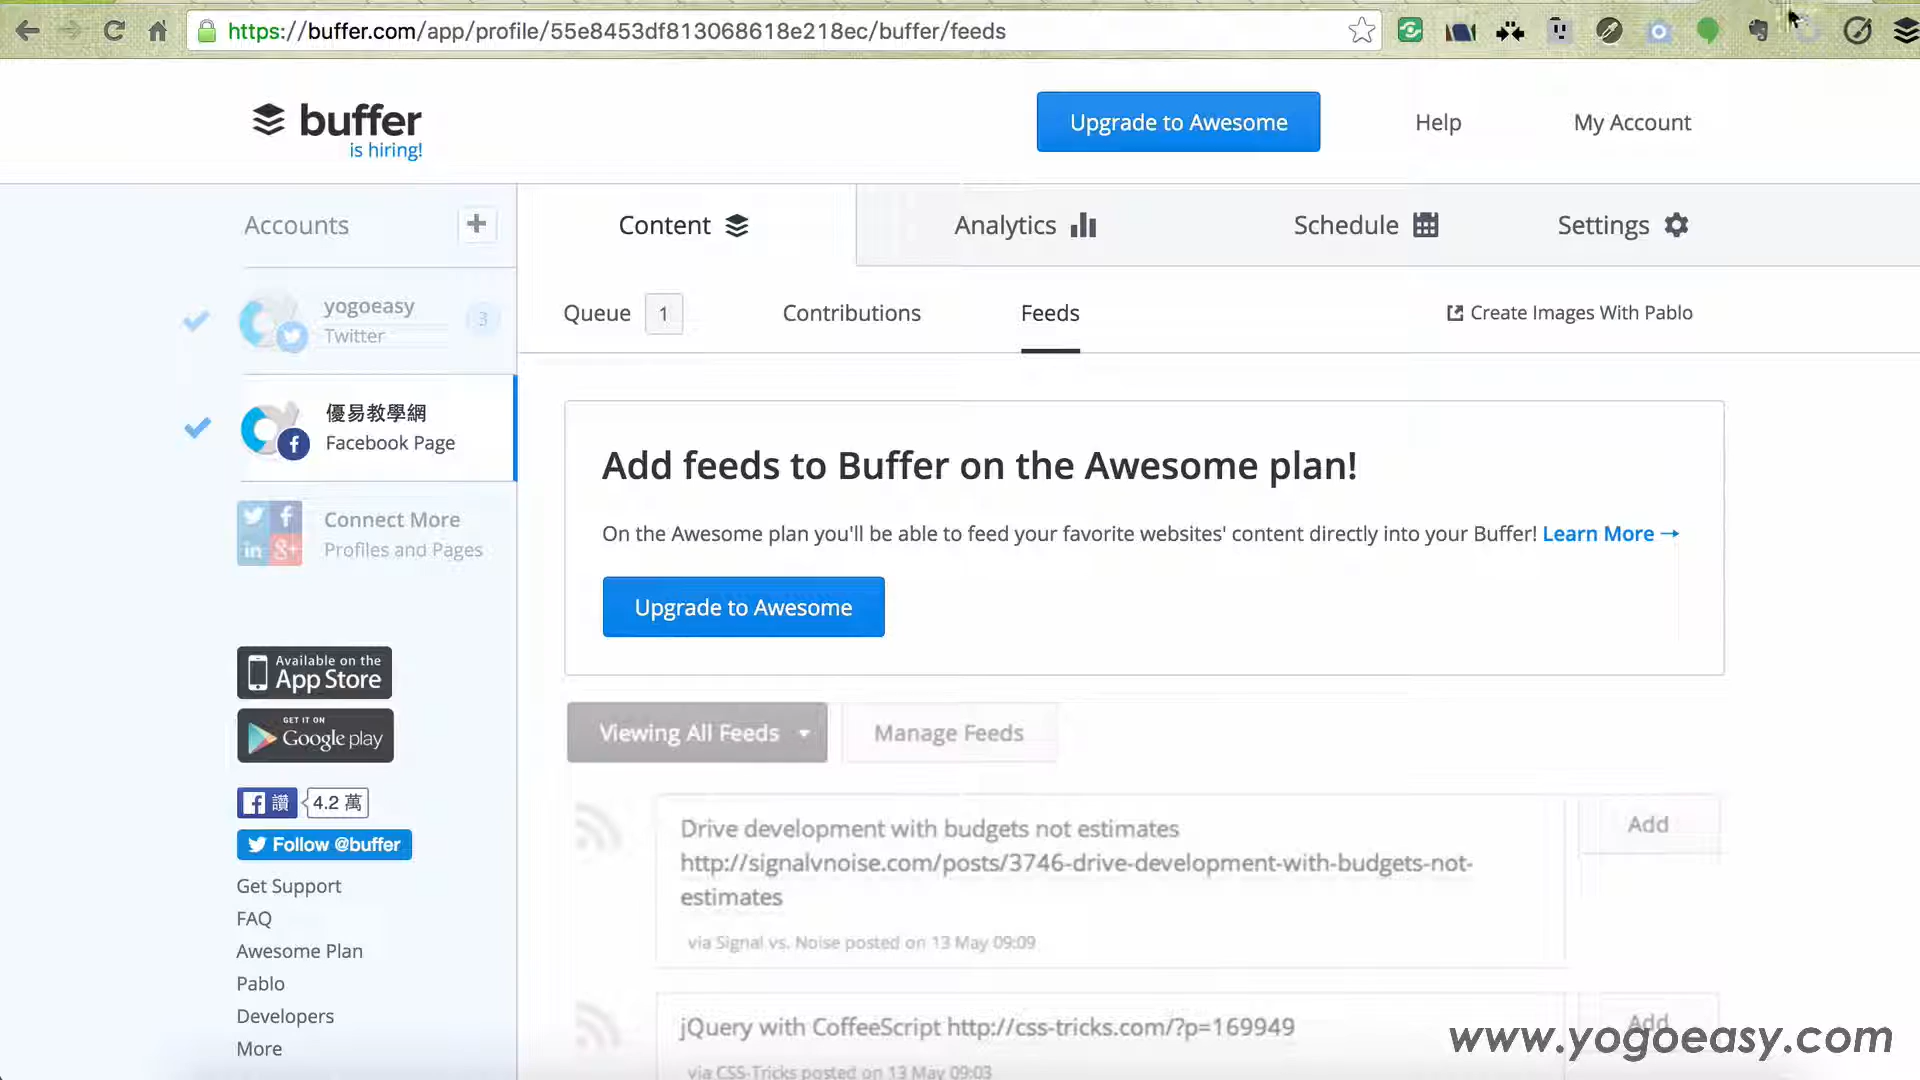 https://buffer.com/app/profile/55e8453df813068618e218ec/buffer/feeds
buffer
is hiring!
Upgrade to Awesome
Help
My Account
Accounts
+
Content
Analytics
Schedule
Settings
yogoeasy
Twitter
3
Queue 1
Contributions
Feeds
Create Images With Pablo
優易教學網
Facebook Page
Connect More
Profiles and Pages
Add feeds to Buffer on the Awesome plan!
On the Awesome plan you'll be able to feed your favorite websites' content directly into your Buffer! Learn More →
Upgrade to Awesome
Available on the
App Store
GET IT ON
Google play
讚
4.2 萬
Follow @buffer
Get Support
FAQ
Awesome Plan
Pablo
Developers
More
Viewing All Feeds
Manage Feeds
Drive development with budgets not estimates
http://signalvnoise.com/posts/3746-drive-development-with-budgets-not-
estimates
via Signal vs. Noise posted on 13 May 09:09
Add
jQuery with CoffeeScript http://css-tricks.com/?p=169949
via CSS-Tricks posted on 13 May 09:03
Add
www.yogoeasy.com